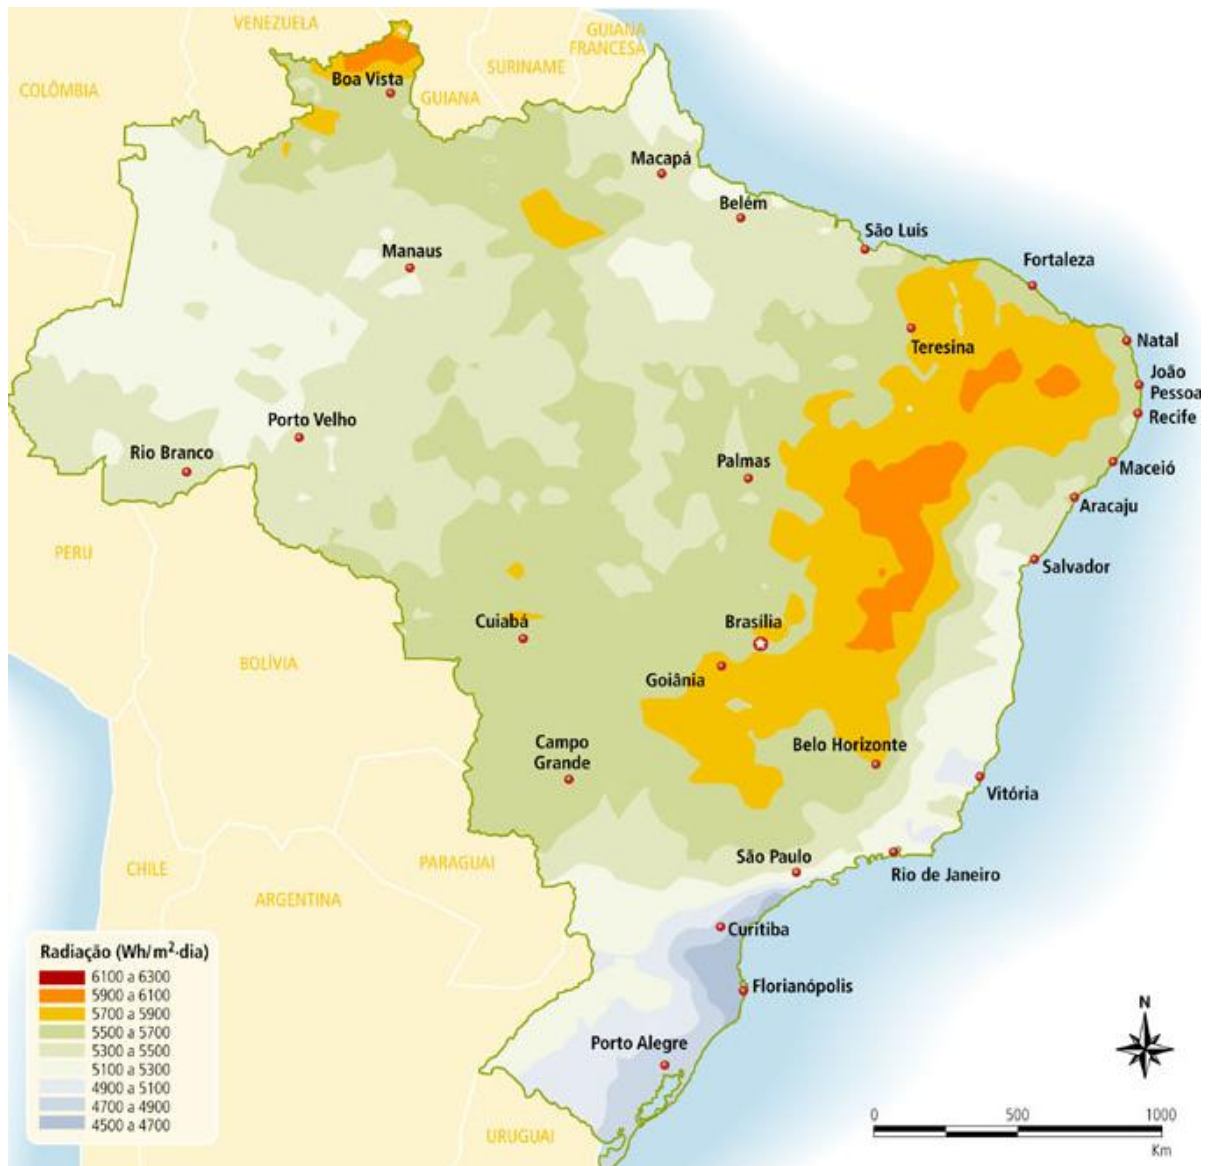 VENEZUELA
GUIANA
FRANCESA
SURINAME
COLÔMBIA
Boa Vista
GUIANA
Macapá
Belém
São Luis
Manaus
Fortaleza
Teresina
Natal
João
Pessoa
Recife
Porto Velho
Rio Branco
Palmas
Maceió
Aracaju
PERU
Salvador
Cuiabá
Brasília
BOLÍVIA
Goiânia
Campo
Grande
Belo Horizonte
Vitória
São Paulo
Rio de Janeiro
CHILE
PARAGUAI
ARGENTINA
Curitiba
Florianópolis
Porto Alegre
URUGUAI
Radiação (Wh/m²·dia)
6100 a 6300
5900 a 6100
5700 a 5900
5500 a 5700
5300 a 5500
5100 a 5300
4900 a 5100
4700 a 4900
4500 a 4700
N
0 500 1000
Km